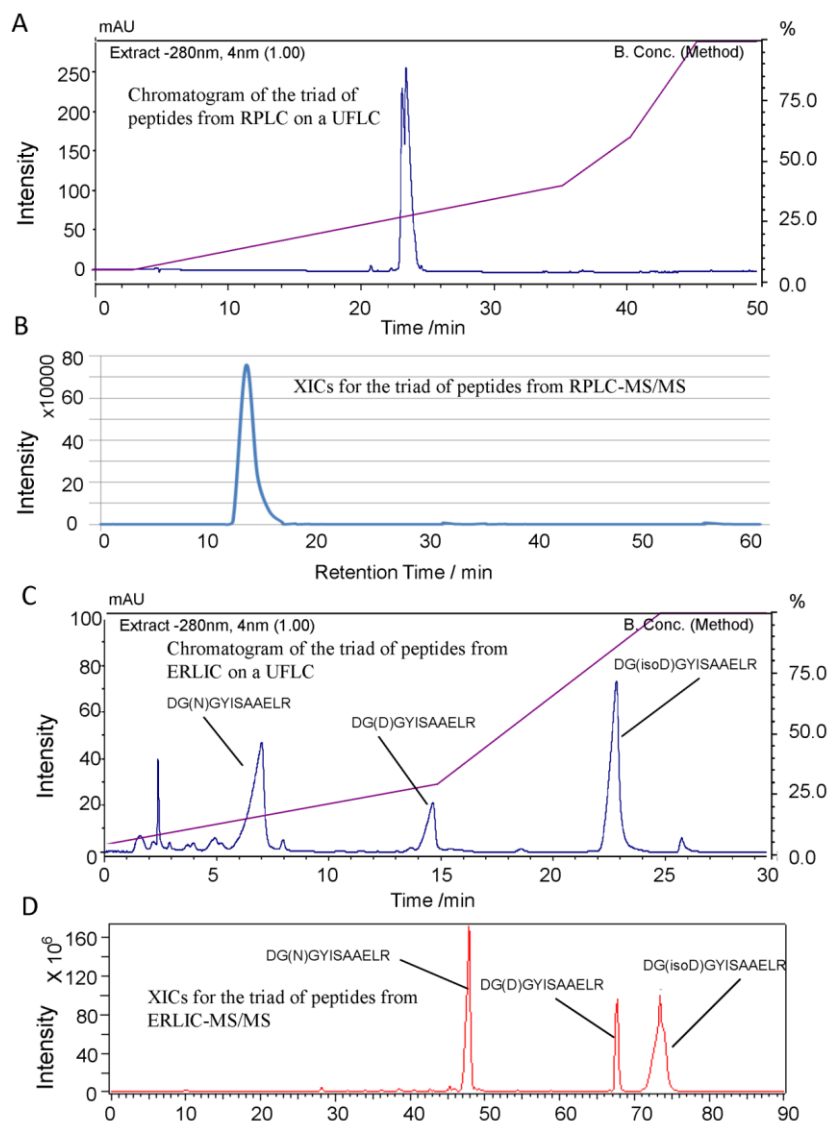 A
mAU
%
Extract -280nm, 4nm (1.00)
B. Conc. (Method)
Chromatogram of the triad of
peptides from RPLC on a UFLC
250
200
150
100
50
0
75.0
50.0
25.0
0.0
Intensity
0 10 20 30 40 50
Time /min
B
x10000
80
60
40
20
0
Intensity
XICs for the triad of peptides from RPLC-MS/MS
0 10 20 30 40 50 60
Retention Time / min
C
mAU
%
Extract -280nm, 4nm (1.00)
B. Conc. (Method)
Chromatogram of the triad of peptides from
ERLIC on a UFLC
DG(N)GYISAAELR
DG(D)GYISAAELR
DG(isoD)GYISAAELR
100
80
60
40
20
0
75.0
50.0
25.0
0.0
Intensity
0 5 10 15 20 25 30
Time /min
D
X 10⁶
160
120
80
40
0
Intensity
DG(N)GYISAAELR
DG(D)GYISAAELR
DG(isoD)GYISAAELR
XICs for the triad of peptides from
ERLIC-MS/MS
0 10 20 30 40 50 60 70 80 90